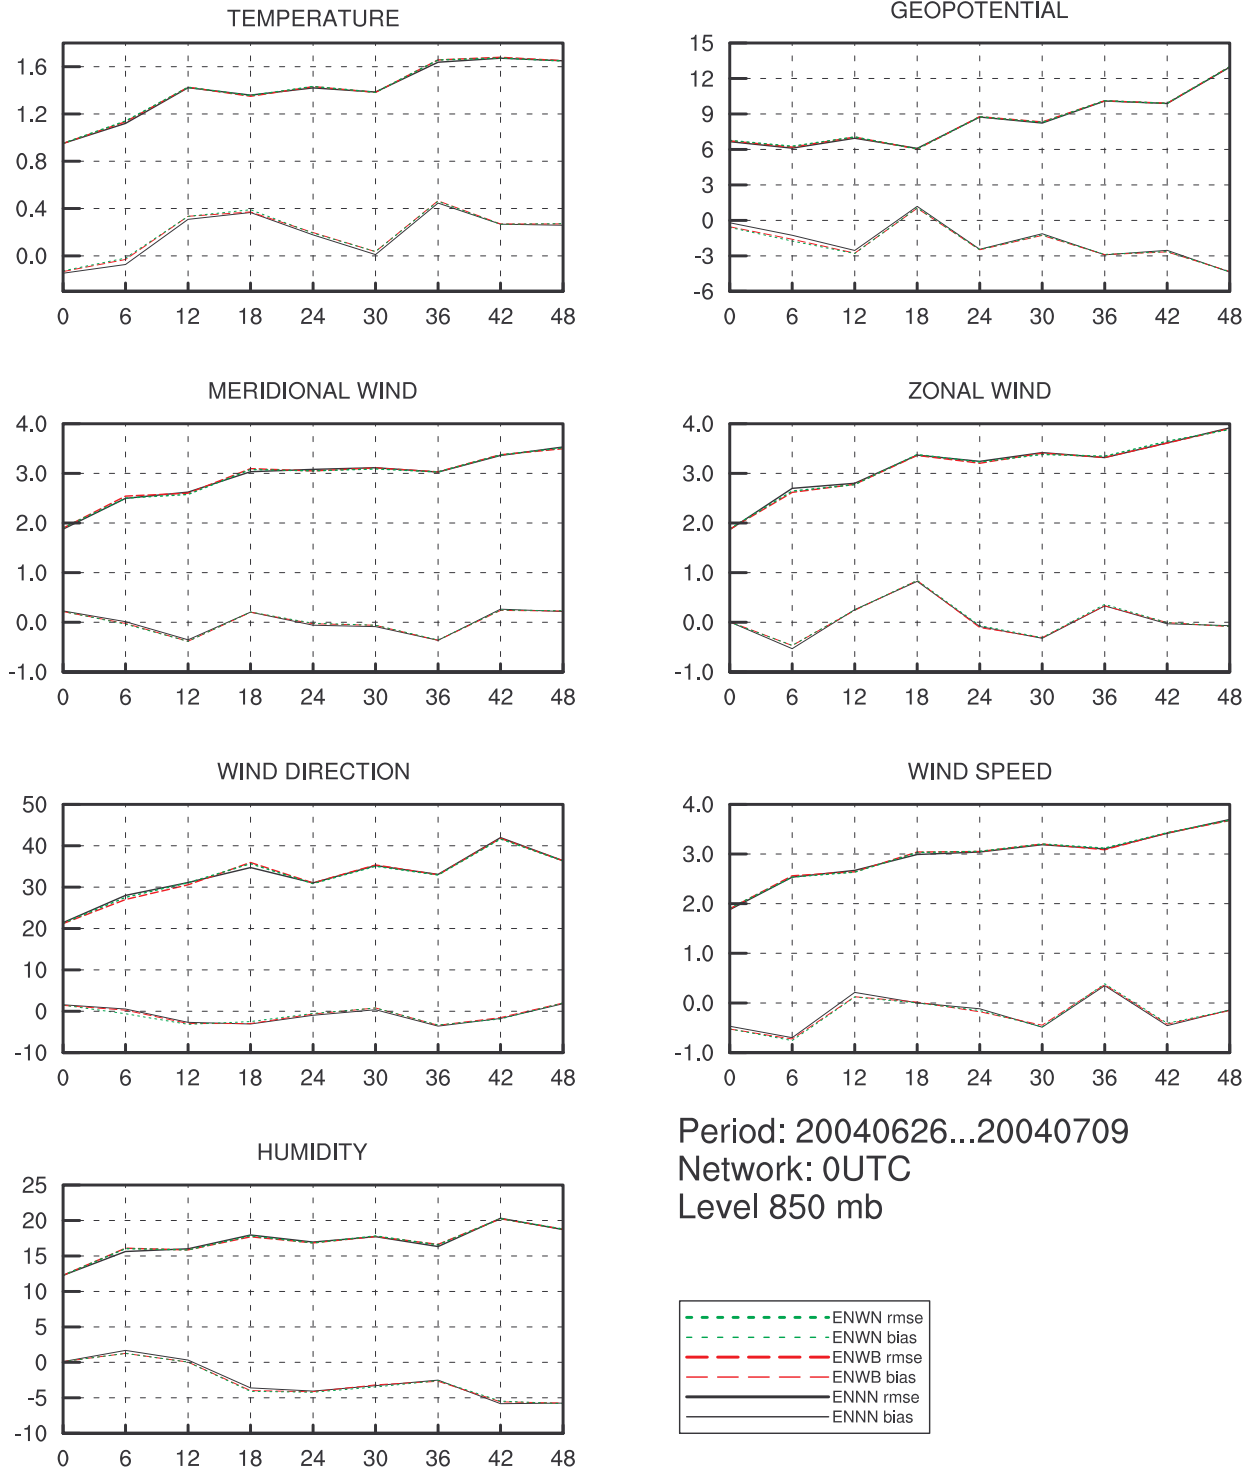 TEMPERATURE
1.6
1.2
0.8
0.4
0.0
0 6 12 18 24 30 36 42 48
GEOPOTENTIAL
15
12
9
6
3
0
-3
-6
0 6 12 18 24 30 36 42 48
MERIDIONAL WIND
4.0
3.0
2.0
1.0
0.0
-1.0
0 6 12 18 24 30 36 42 48
ZONAL WIND
4.0
3.0
2.0
1.0
0.0
-1.0
0 6 12 18 24 30 36 42 48
WIND DIRECTION
50
40
30
20
10
0
-10
0 6 12 18 24 30 36 42 48
WIND SPEED
4.0
3.0
2.0
1.0
0.0
-1.0
0 6 12 18 24 30 36 42 48
HUMIDITY
25
20
15
10
5
0
-5
-10
0 6 12 18 24 30 36 42 48
Period: 20040626...20040709
Network: 0UTC
Level 850 mb
ENWN rmse
ENWN bias
ENWB rmse
ENWB bias
ENNN rmse
ENNN bias